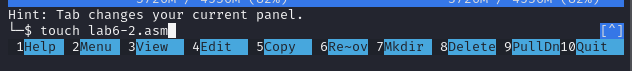 Hint: Tab changes your current panel.
└─$ touch lab6-2.asm [^]
1Help 2Menu 3View 4Edit 5Copy 6Re~ov 7Mkdir 8Delete 9PullDn 10Quit